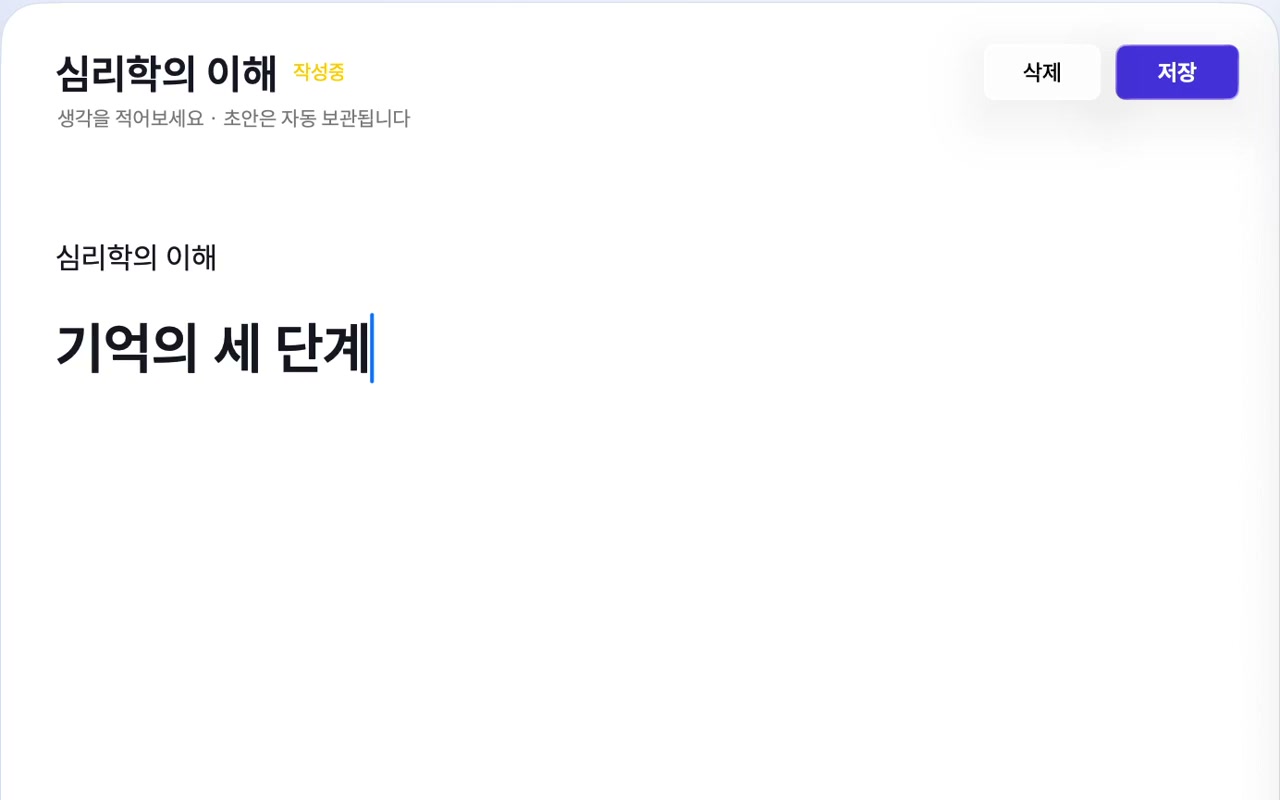 심리학의 이해 작성중
삭제
저장
생각을 적어보세요 · 초안은 자동 보관됩니다
심리학의 이해
기억의 세 단계